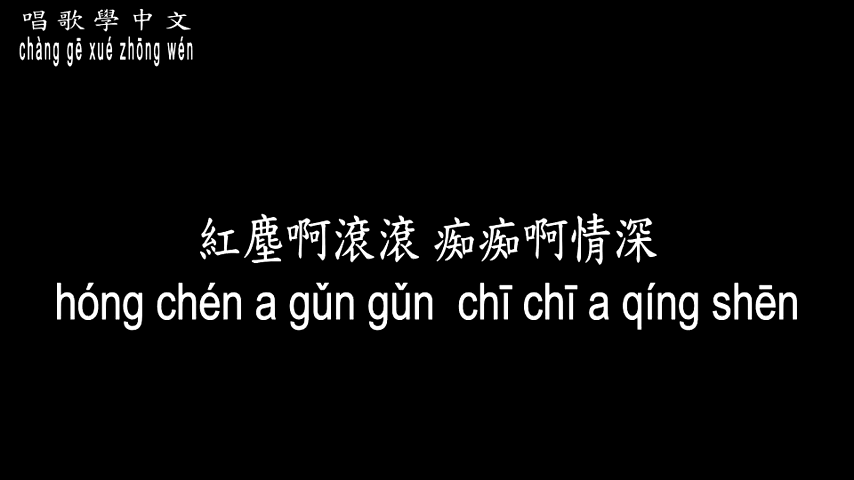 唱歌學中文
chàng gē xué zhōng wén
紅塵啊滾滾 痴痴啊情深
hóng chén a gǔn gǔn  chī chī a qíng shēn